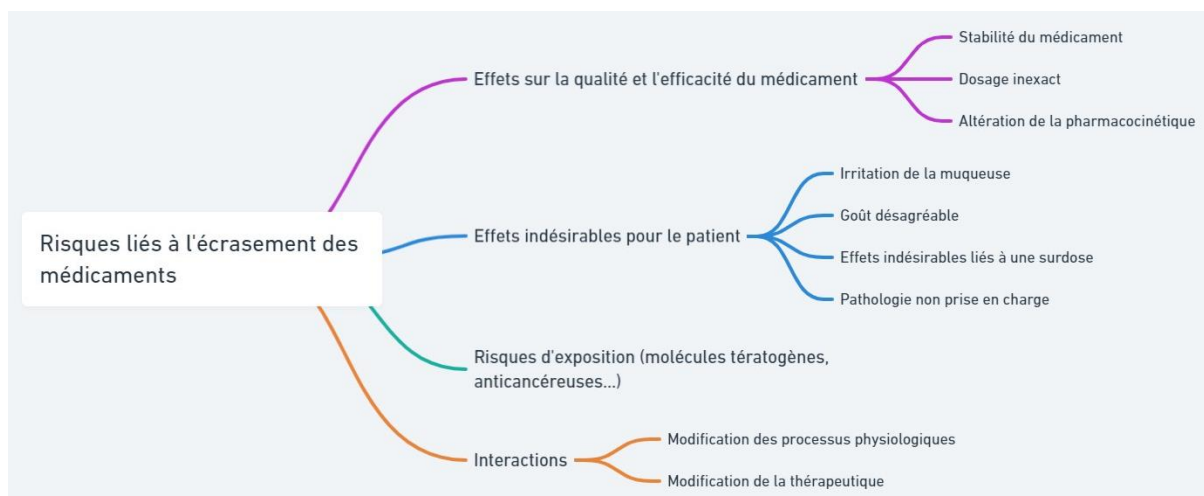 Risques liés à l'écrasement des
médicaments
Effets sur la qualité et l'efficacité du médicament
Stabilité du médicament
Dosage inexact
Altération de la pharmacocinétique
Effets indésirables pour le patient
Irritation de la muqueuse
Goût désagréable
Effets indésirables liés à une surdose
Pathologie non prise en charge
Risques d'exposition (molécules tératogènes,
anticancéreuses...)
Interactions
Modification des processus physiologiques
Modification de la thérapeutique